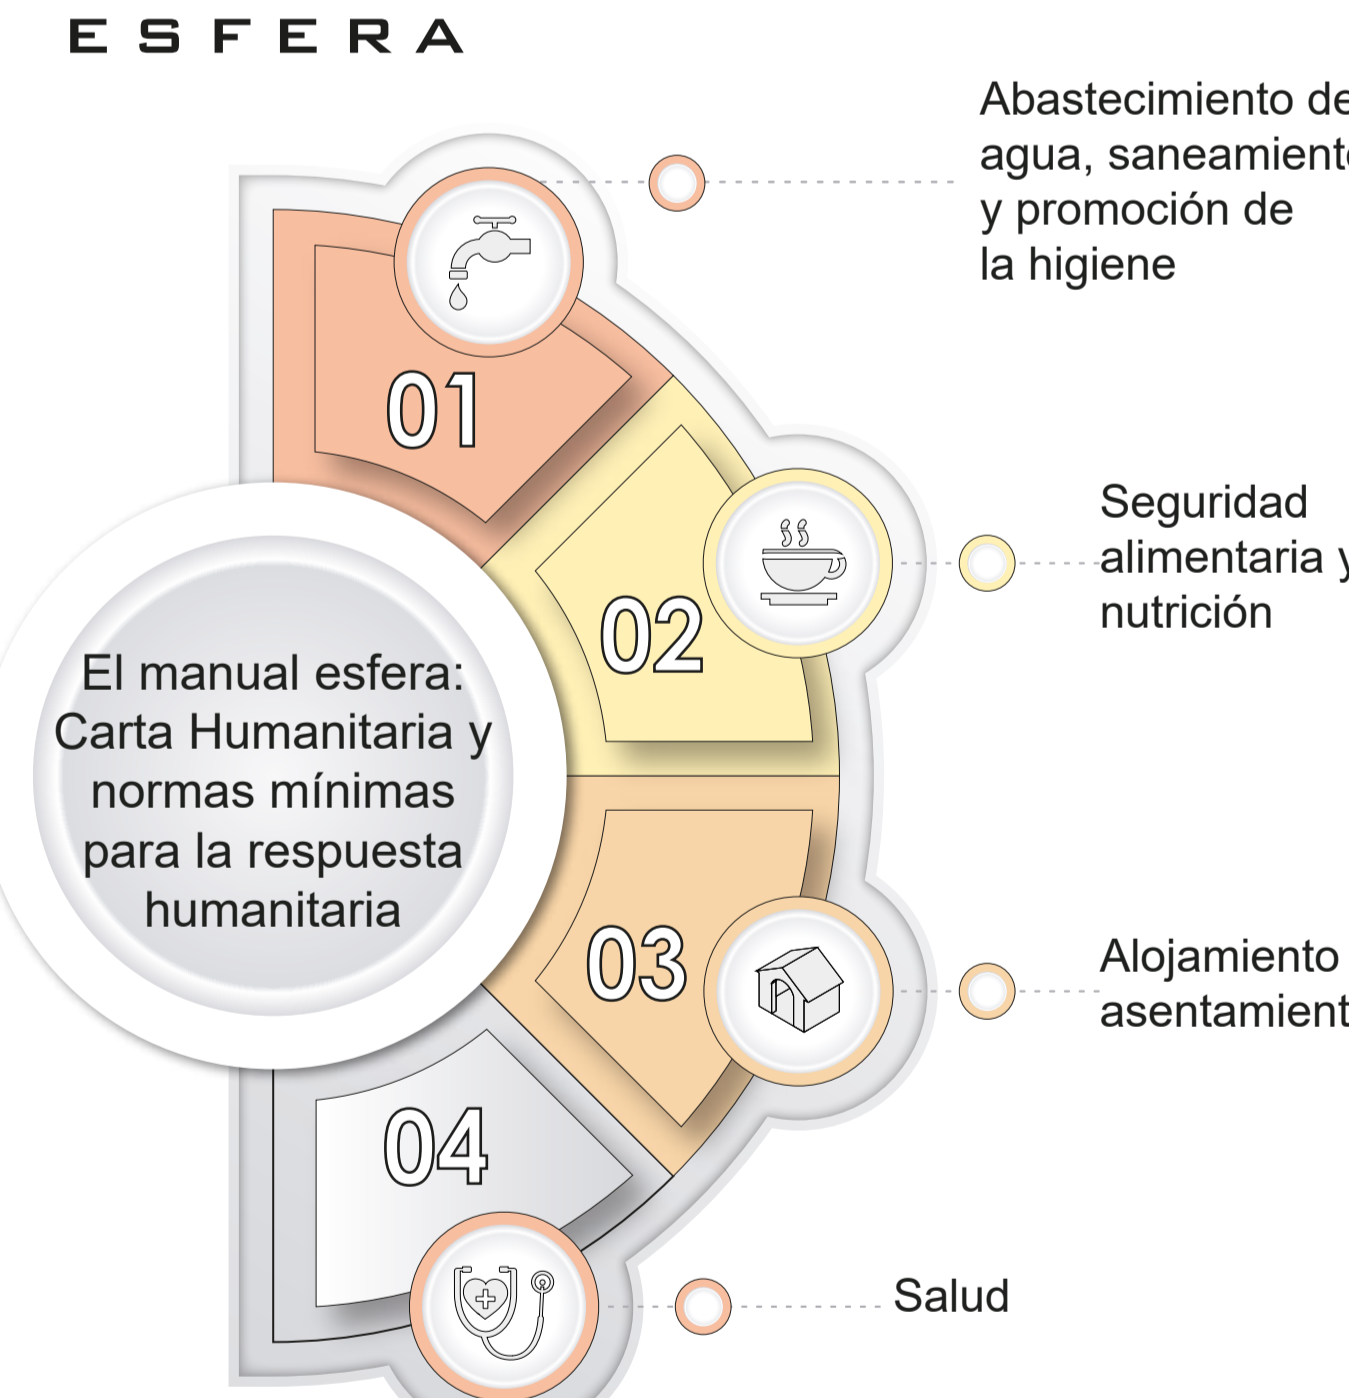 ESFERA
Abastecimiento de
agua, saneamiento
y promoción de
la higiene
01
Seguridad
alimentaria y
nutrición
02
El manual esfera:
Carta Humanitaria y
normas mínimas
para la respuesta
humanitaria
03
Alojamiento
asentamient
04
Salud